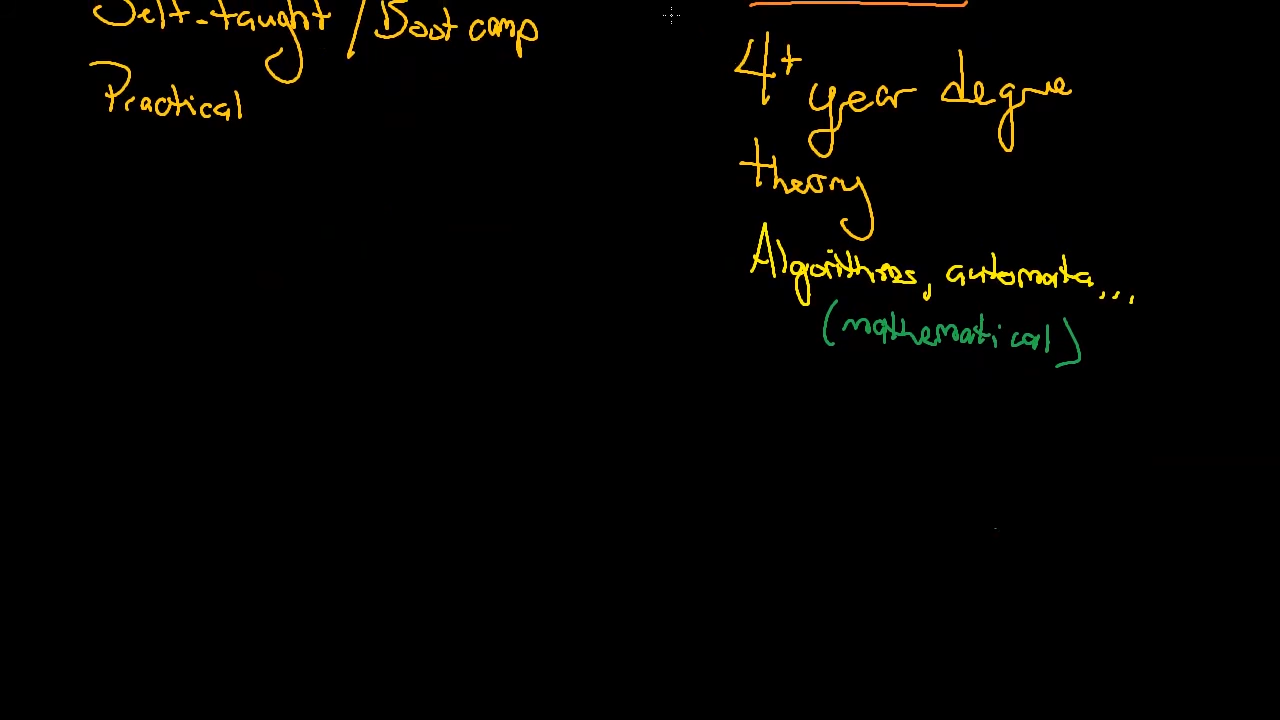 Self-taught / Boot camp
Practical
4+ year degree
theory
Algorithms, automata...
(mathematical)